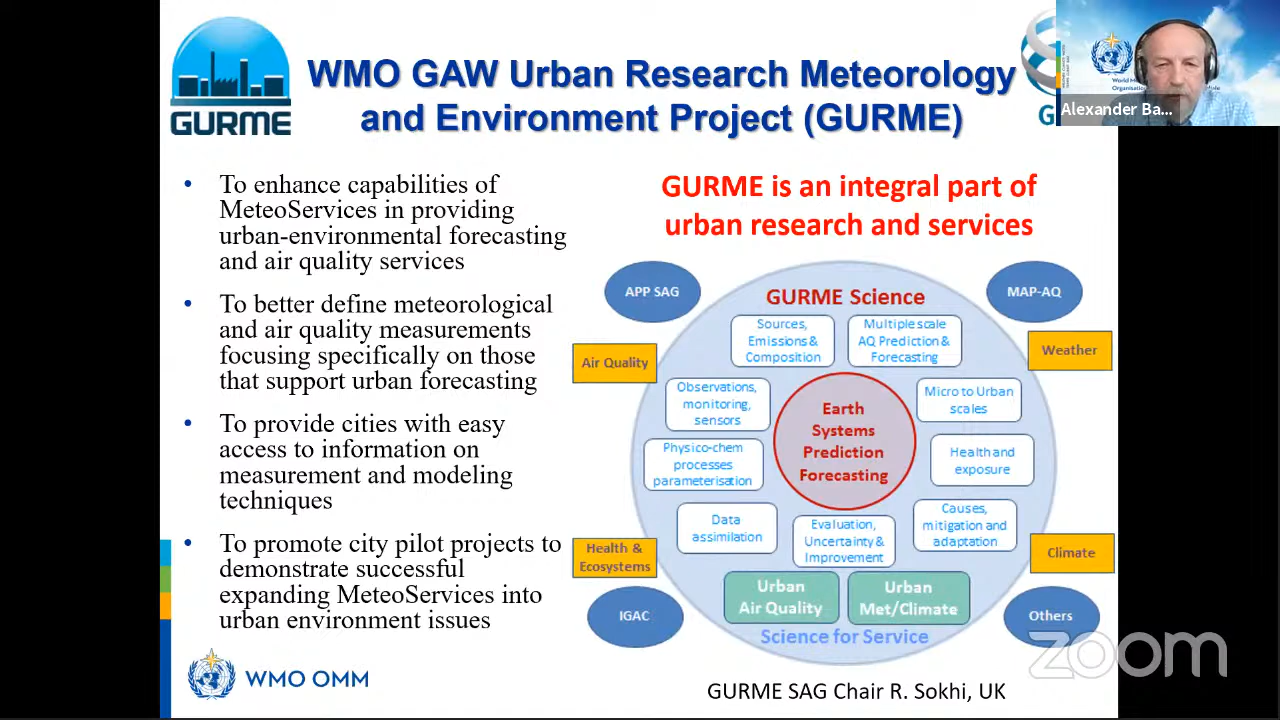 GURME
WMO GAW Urban Research Meteorology
and Environment Project (GURME)
Alexander Ba...
• To enhance capabilities of
MeteoServices in providing
urban-environmental forecasting
and air quality services
• To better define meteorological
and air quality measurements
focusing specifically on those
that support urban forecasting
• To provide cities with easy
access to information on
measurement and modeling
techniques
• To promote city pilot projects to
demonstrate successful
expanding MeteoServices into
urban environment issues
WMO OMM
GURME is an integral part of
urban research and services
APP SAG
MAP-AQ
GURME Science
Sources,
Emissions &
Composition
Multiple scale
AQ Prediction &
Forecasting
Air Quality
Weather
Observations,
monitoring,
sensors
Micro to Urban
scales
Earth
Systems
Prediction
Forecasting
Physico-chem
processes
parameterisation
Health and
exposure
Data
assimilation
Evaluation,
Uncertainty &
Improvement
Causes,
mitigation and
adaptation
Health &
Ecosystems
Climate
Urban
Air Quality
Urban
Met/Climate
IGAC
Others
Science for Service
zoom
GURME SAG Chair R. Sokhi, UK